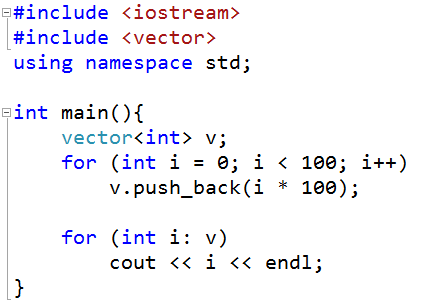 #include <iostream>
#include <vector>
using namespace std;

int main(){
    vector<int> v;
    for (int i = 0; i < 100; i++)
        v.push_back(i * 100);

    for (int i: v)
        cout << i << endl;
}